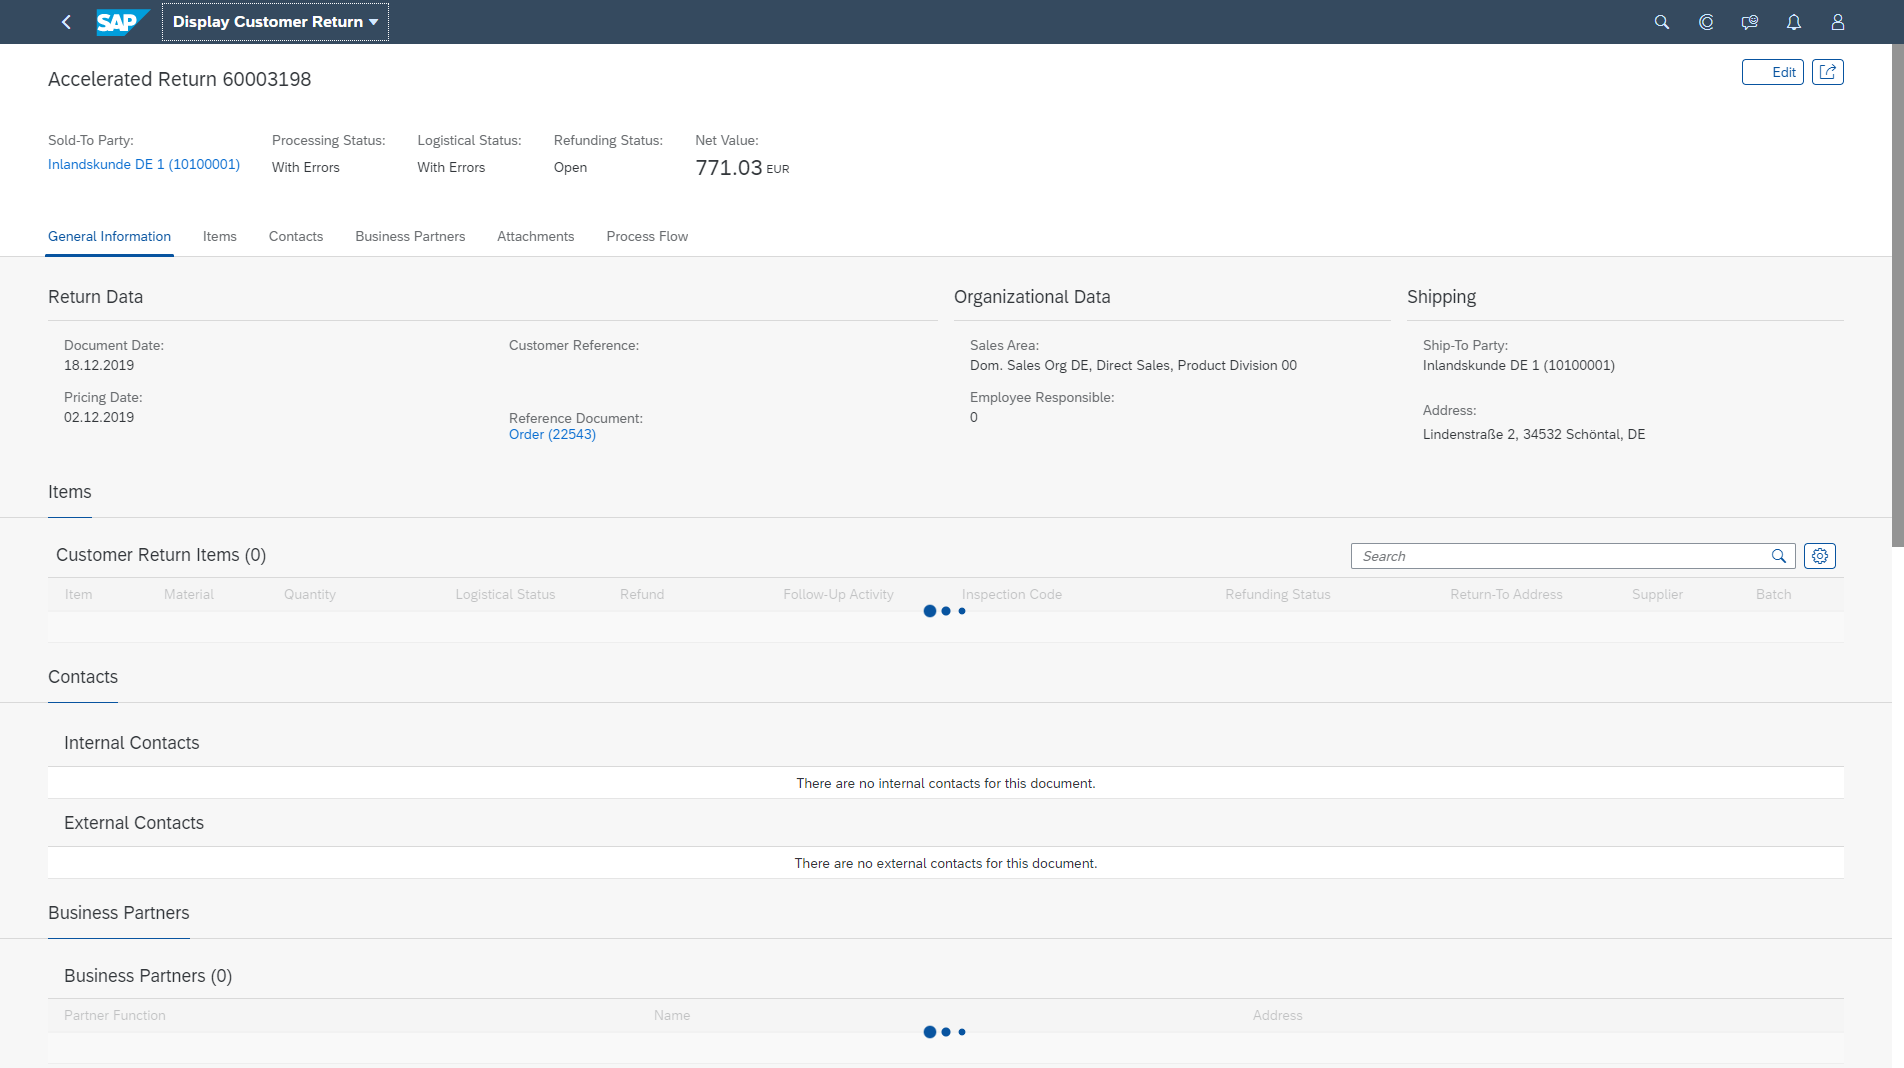 SAP Display Customer Return
Accelerated Return 60003198
Edit
Sold-To Party: Processing Status: Logistical Status: Refunding Status: Net Value:
Inlandskunde DE 1 (10100001) With Errors With Errors Open 771.03 EUR
General Information Items Contacts Business Partners Attachments Process Flow
Return Data
Document Date:
18.12.2019
Pricing Date:
02.12.2019
Customer Reference:
Reference Document:
Order (22543)
Organizational Data
Sales Area:
Dom. Sales Org DE, Direct Sales, Product Division 00
Employee Responsible:
0
Shipping
Ship-To Party:
Inlandskunde DE 1 (10100001)
Address:
Lindenstraße 2, 34532 Schöntal, DE
Items
Customer Return Items (0)
Search
Item Material Quantity Logistical Status Refund Follow-Up Activity Inspection Code Refunding Status Return-To Address Supplier Batch
Contacts
Internal Contacts
There are no internal contacts for this document.
External Contacts
There are no external contacts for this document.
Business Partners
Business Partners (0)
Partner Function Name Address